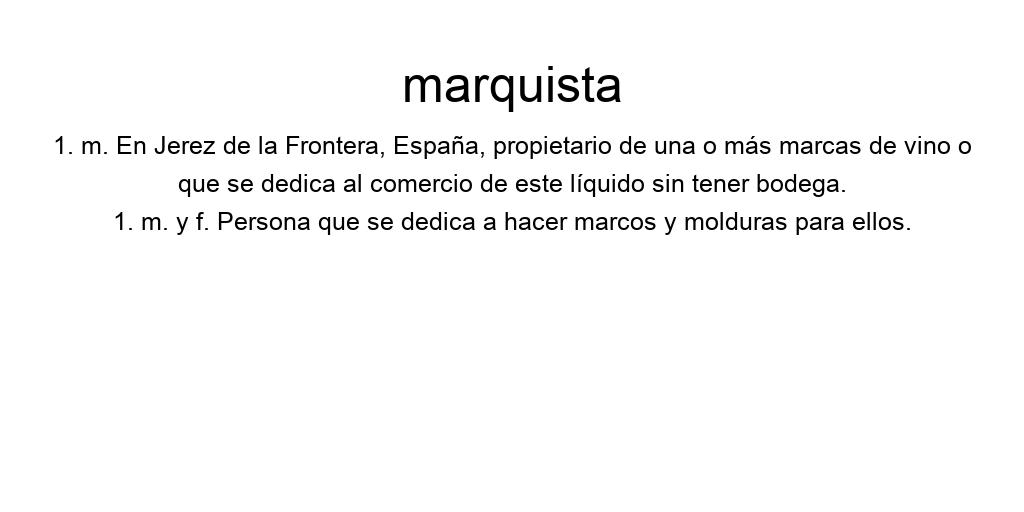 marquista
1. m. En Jerez de la Frontera, España, propietario de una o más marcas de vino o
que se dedica al comercio de este líquido sin tener bodega.
1. m. y f. Persona que se dedica a hacer marcos y molduras para ellos.